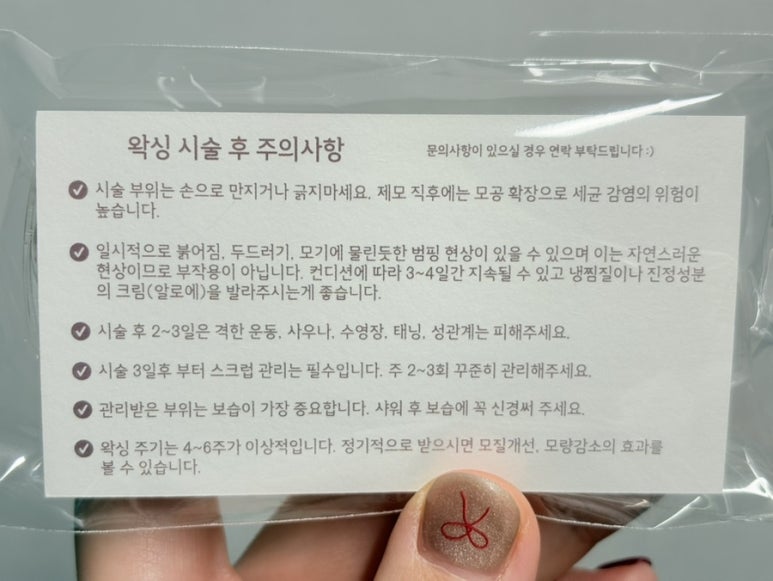 왁싱 시술 후 주의사항
문의사항이 있으실 경우 연락 부탁드립니다 :)
시술 부위는 손으로 만지거나 긁지마세요. 제모 직후에는 모공 확장으로 세균 감염의 위험이
높습니다.
일시적으로 붉어짐, 두드러기, 모기에 물린듯한 범핑 현상이 있을 수 있으며 이는 자연스러운
현상이므로 부작용이 아닙니다. 컨디션에 따라 3~4일간 지속될 수 있고 냉찜질이나 진정성분
의 크림(알로에)을 발라주시는게 좋습니다.
시술 후 2~3일은 격한 운동, 사우나, 수영장, 태닝, 성관계는 피해주세요.
시술 3일후 부터 스크럽 관리는 필수입니다. 주 2~3회 꾸준히 관리해주세요.
관리받은 부위는 보습이 가장 중요합니다. 샤워 후 보습에 꼭 신경써 주세요.
왁싱 주기는 4~6주가 이상적입니다. 정기적으로 받으시면 모질개선, 모량감소의 효과를
볼 수 있습니다.